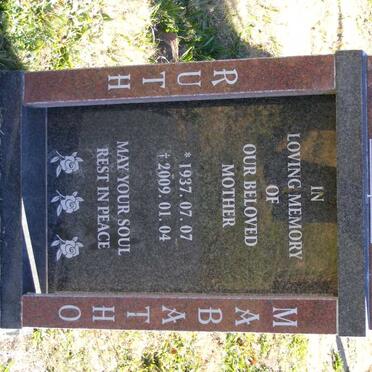 RUTH
MABATHO
IN
LOVING MEMORY
OF
OUR BELOVED
MOTHER
* 1937. 07. 07
† 2009. 01. 04
MAY YOUR SOUL
REST IN PEACE